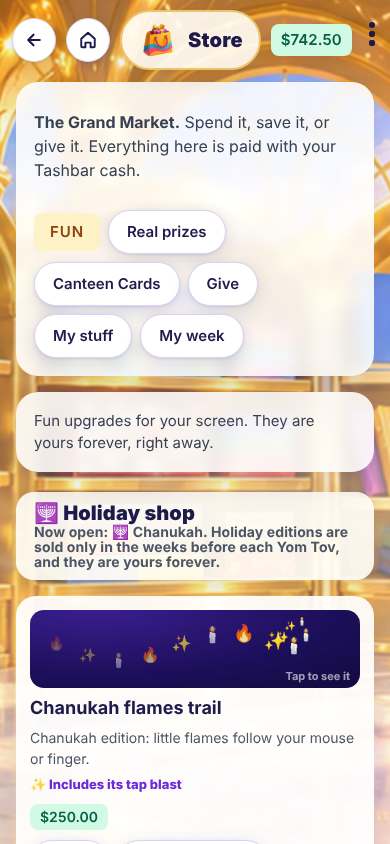 Store
$742.50
The Grand Market. Spend it, save it, or
give it. Everything here is paid with your
Tashbar cash.
FUN
Real prizes
Canteen Cards
Give
My stuff
My week
Fun upgrades for your screen. They are
yours forever, right away.
🕎 Holiday shop
Now open: 🕎 Chanukah. Holiday editions are
sold only in the weeks before each Yom Tov,
and they are yours forever.
Tap to see it
Chanukah flames trail
Chanukah edition: little flames follow your mouse
or finger.
✨ Includes its tap blast
$250.00